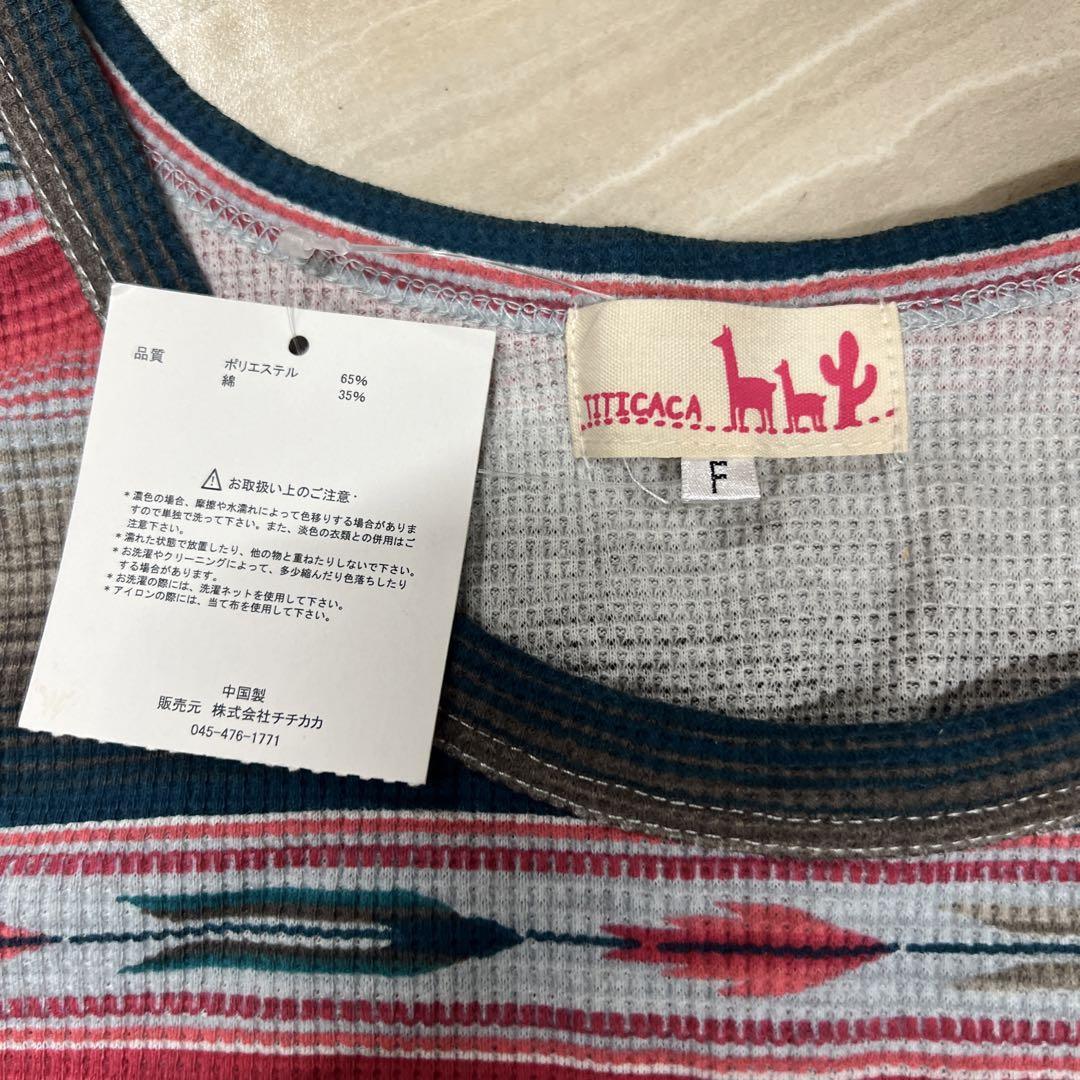 品質
ポリエステル 65%
綿 35%
お取扱い上のご注意・
*濃色の場合、摩擦や水濡れによって色移りする場合がありま
すので単独で洗って下さい。また、淡色の衣類との併用はご
注意下さい。
*濡れた状態で放置したり、他の物と重ねたりしないで下さい。
*お洗濯やクリーニングによって、多少縮んだり色落ちしたり
する場合があります。
*お洗濯の際には、洗濯ネットを使用して下さい。
*アイロンの際には、当て布を使用して下さい。
中国製
販売元 株式会社チチカカ
045-476-1771
TITICACA
F